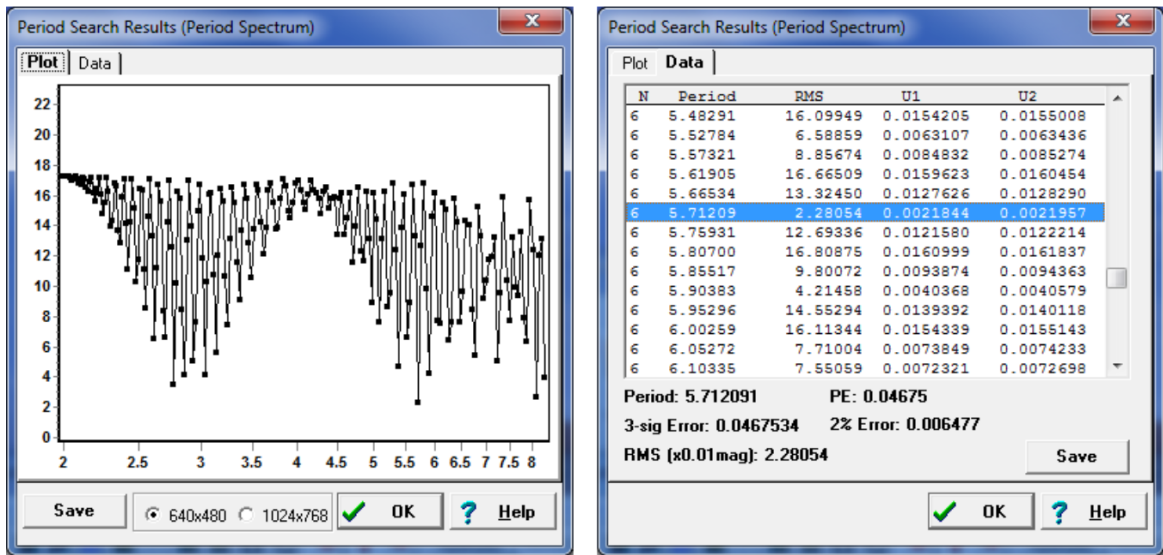 Period Search Results (Period Spectrum)
Plot Data
22
20
18
16
14
12
10
8
6
4
2
0
2 2.5 3 3.5 4 4.5 5 5.5 6 6.5 7 7.5 8
Save 640x480 1024x768 OK ? Help
Period Search Results (Period Spectrum)
Plot Data
N Period RMS U1 U2
6 5.48291 16.09949 0.0154205 0.0155008
6 5.52784 6.58859 0.0063107 0.0063436
6 5.57321 8.85674 0.0084832 0.0085274
6 5.61905 16.66509 0.0159623 0.0160454
6 5.66534 13.32450 0.0127626 0.0128290
6 5.71209 2.28054 0.0021844 0.0021957
6 5.75931 12.69336 0.0121580 0.0122214
6 5.80700 16.80875 0.0160999 0.0161837
6 5.85517 9.80072 0.0093874 0.0094363
6 5.90383 4.21458 0.0040368 0.0040579
6 5.95296 14.55294 0.0139392 0.0140118
6 6.00259 16.11344 0.0154339 0.0155143
6 6.05272 7.71004 0.0073849 0.0074233
6 6.10335 7.55059 0.0072321 0.0072698
Period: 5.712091 PE: 0.04675
3-sig Error: 0.0467534 2% Error: 0.006477
RMS (x0.01mag): 2.28054 Save
OK ? Help